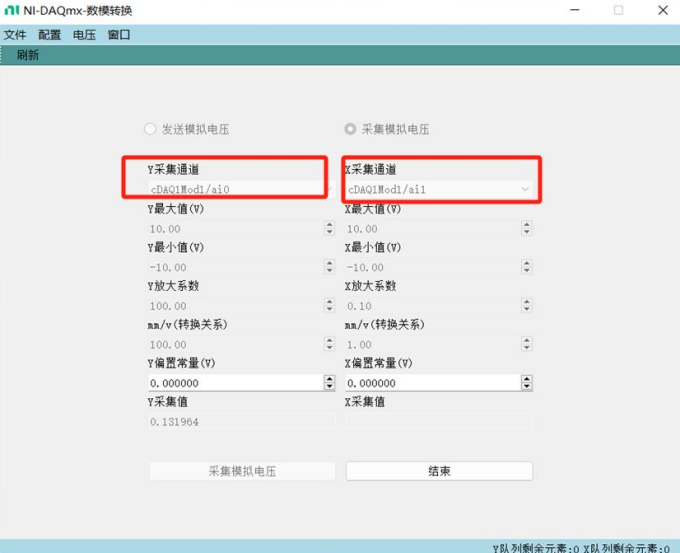 NI-DAQmx-数模转换
文件 配置 电压 窗口
刷新
发送模拟电压 采集模拟电压
Y采集通道 X采集通道
cDAQ1Mod1/ai0 cDAQ1Mod1/ai1
Y最大值(V) X最大值(V)
10.00 10.00
Y最小值(V) X最小值(V)
-10.00 -10.00
Y放大系数 X放大系数
100.00 0.10
mm/v(转换关系) mm/v(转换关系)
100.00 1.00
Y偏置常量(V) X偏置常量(V)
0.000000 0.000000
Y采集值 X采集值
0.131964
采集模拟电压 结束
Y队列剩余元素:0 X队列剩余元素:0